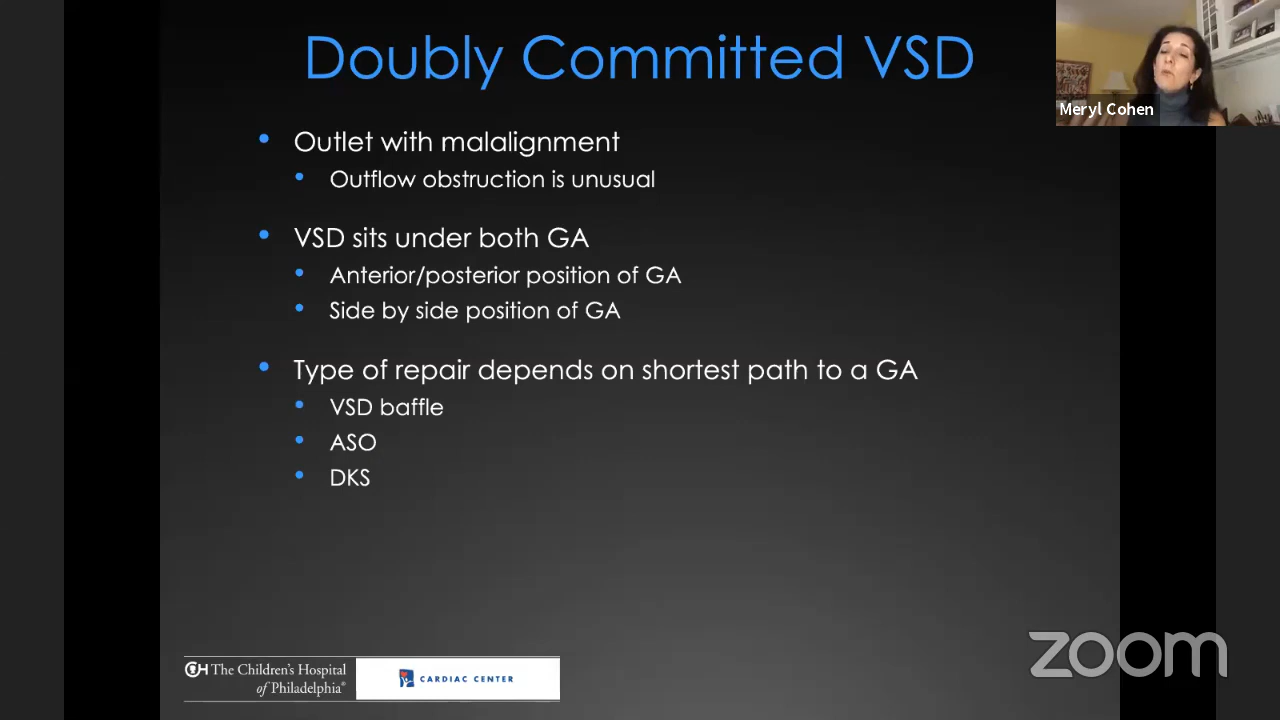 Doubly Committed VSD
Meryl Cohen
• Outlet with malalignment
• Outflow obstruction is unusual
• VSD sits under both GA
• Anterior/posterior position of GA
• Side by side position of GA
• Type of repair depends on shortest path to a GA
• VSD baffle
• ASO
• DKS
The Children's Hospital
of Philadelphia®
CARDIAC CENTER
zoom